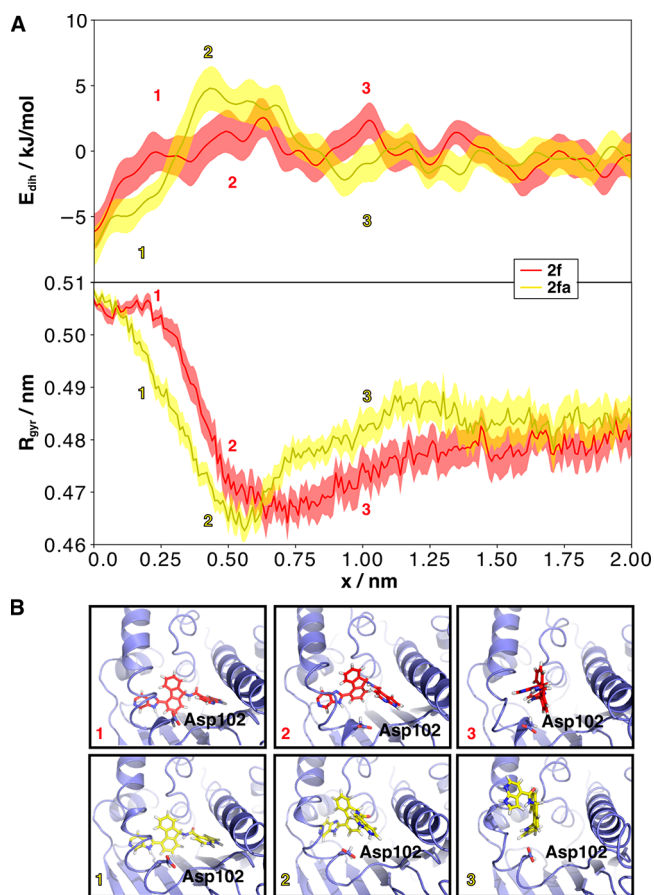 A
10
5
0
−5
E_dih / kJ/mol
2
1
3
2
1
3
2f
2fa
0.51
0.50
0.49
0.48
0.47
0.46
R_gyr / nm
1
1
3
2
2
3
0.0
0.25
0.50
0.75
1.00
1.25
1.50
1.75
2.00
x / nm
B
Asp102
1
Asp102
2
Asp102
3
Asp102
1
Asp102
2
Asp102
3